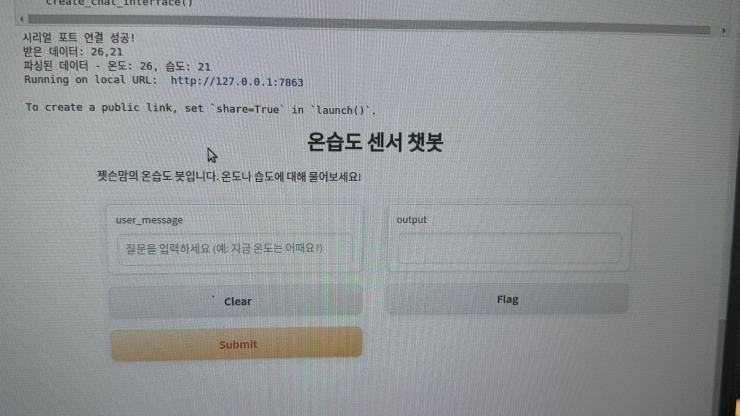 create_chat_interface()
시리얼 포트 연결 성공!
받은 데이터: 26,21
파싱된 데이터 - 온도: 26, 습도: 21
Running on local URL:  http://127.0.0.1:7863
To create a public link, set `share=True` in `launch()`.
온습도 센서 챗봇
젯슨맘의 온습도 봇입니다. 온도나 습도에 대해 물어보세요!
user_message
output
질문을 입력하세요 (예: 지금 온도는 어때요?)
Clear
Flag
Submit